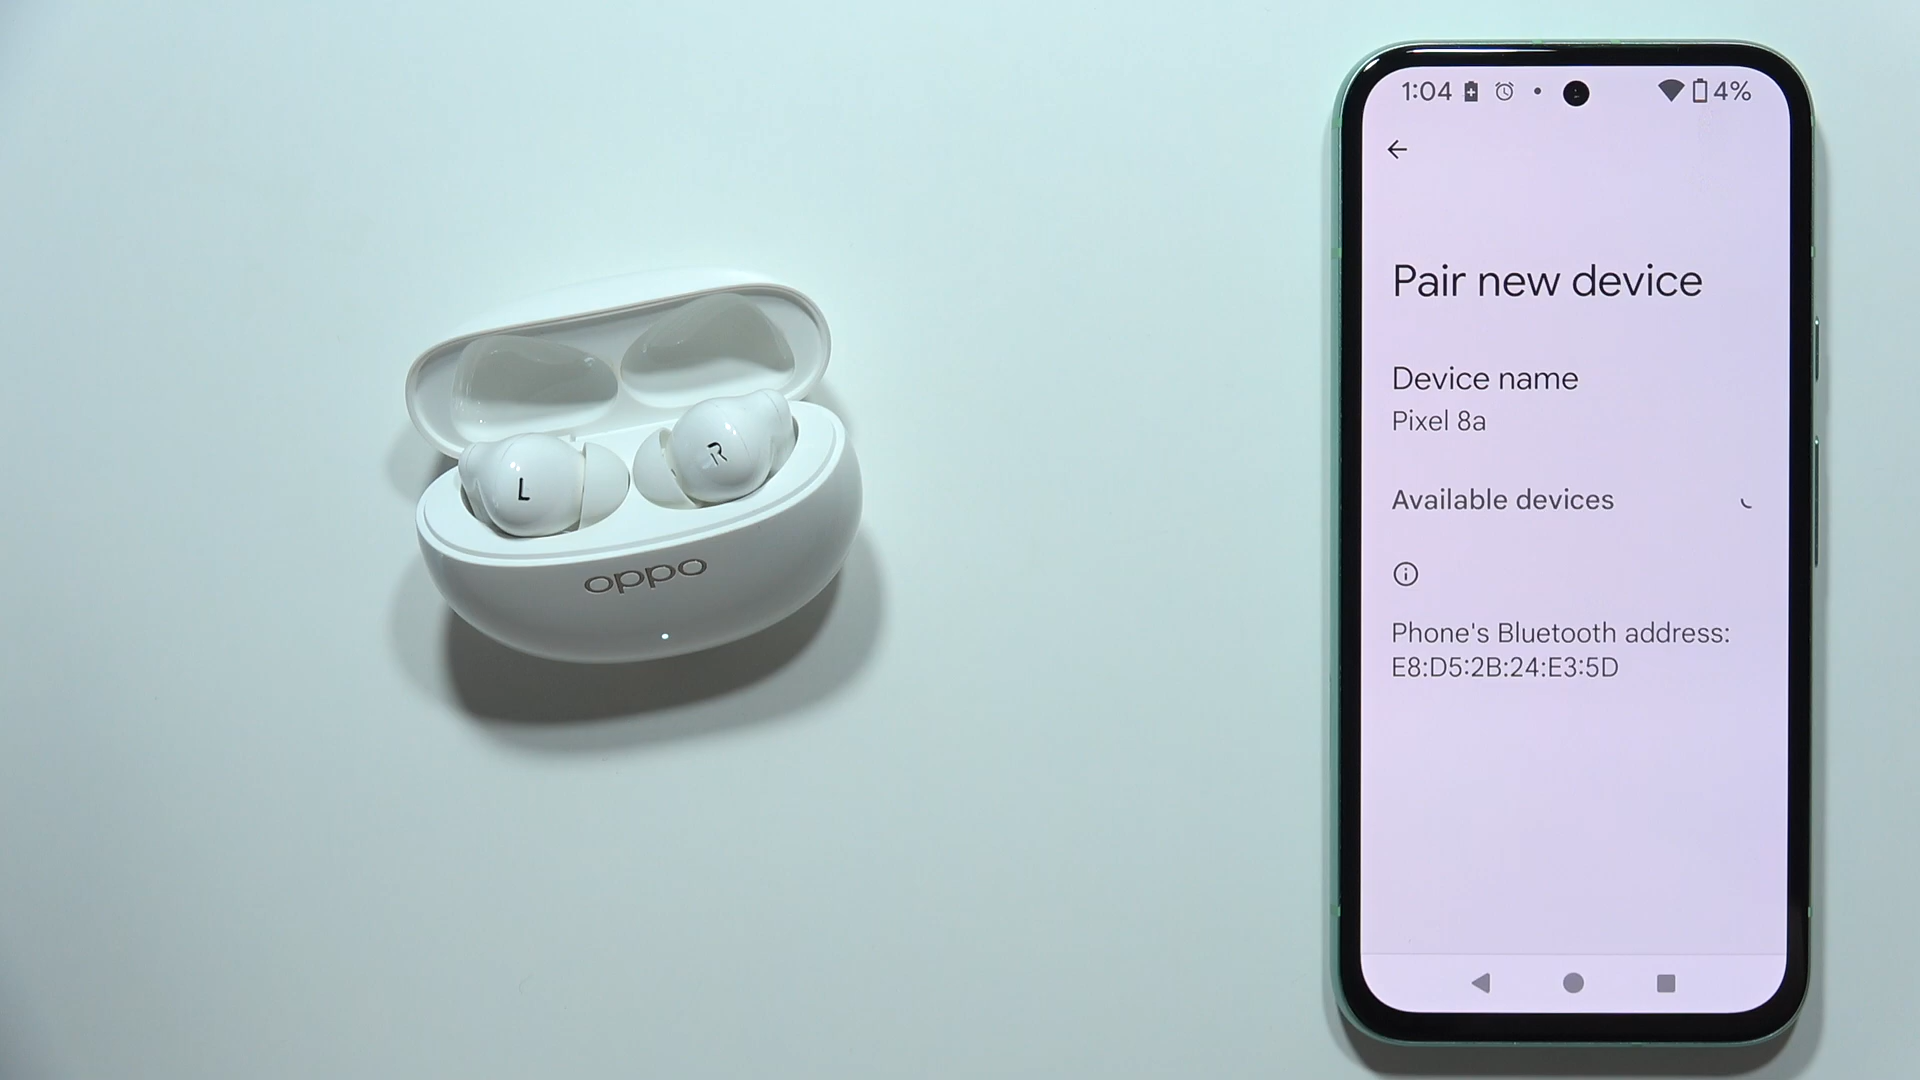 L
R
oppo
1:04
4%
Pair new device
Device name
Pixel 8a
Available devices
Phone's Bluetooth address:
E8:D5:2B:24:E3:5D